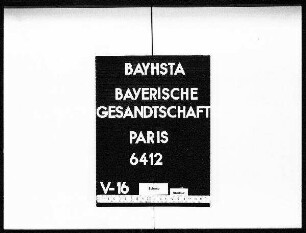 BAYHSTA
BAYERISCHE
GESANDTSCHAFT
PARIS
6412
V-16